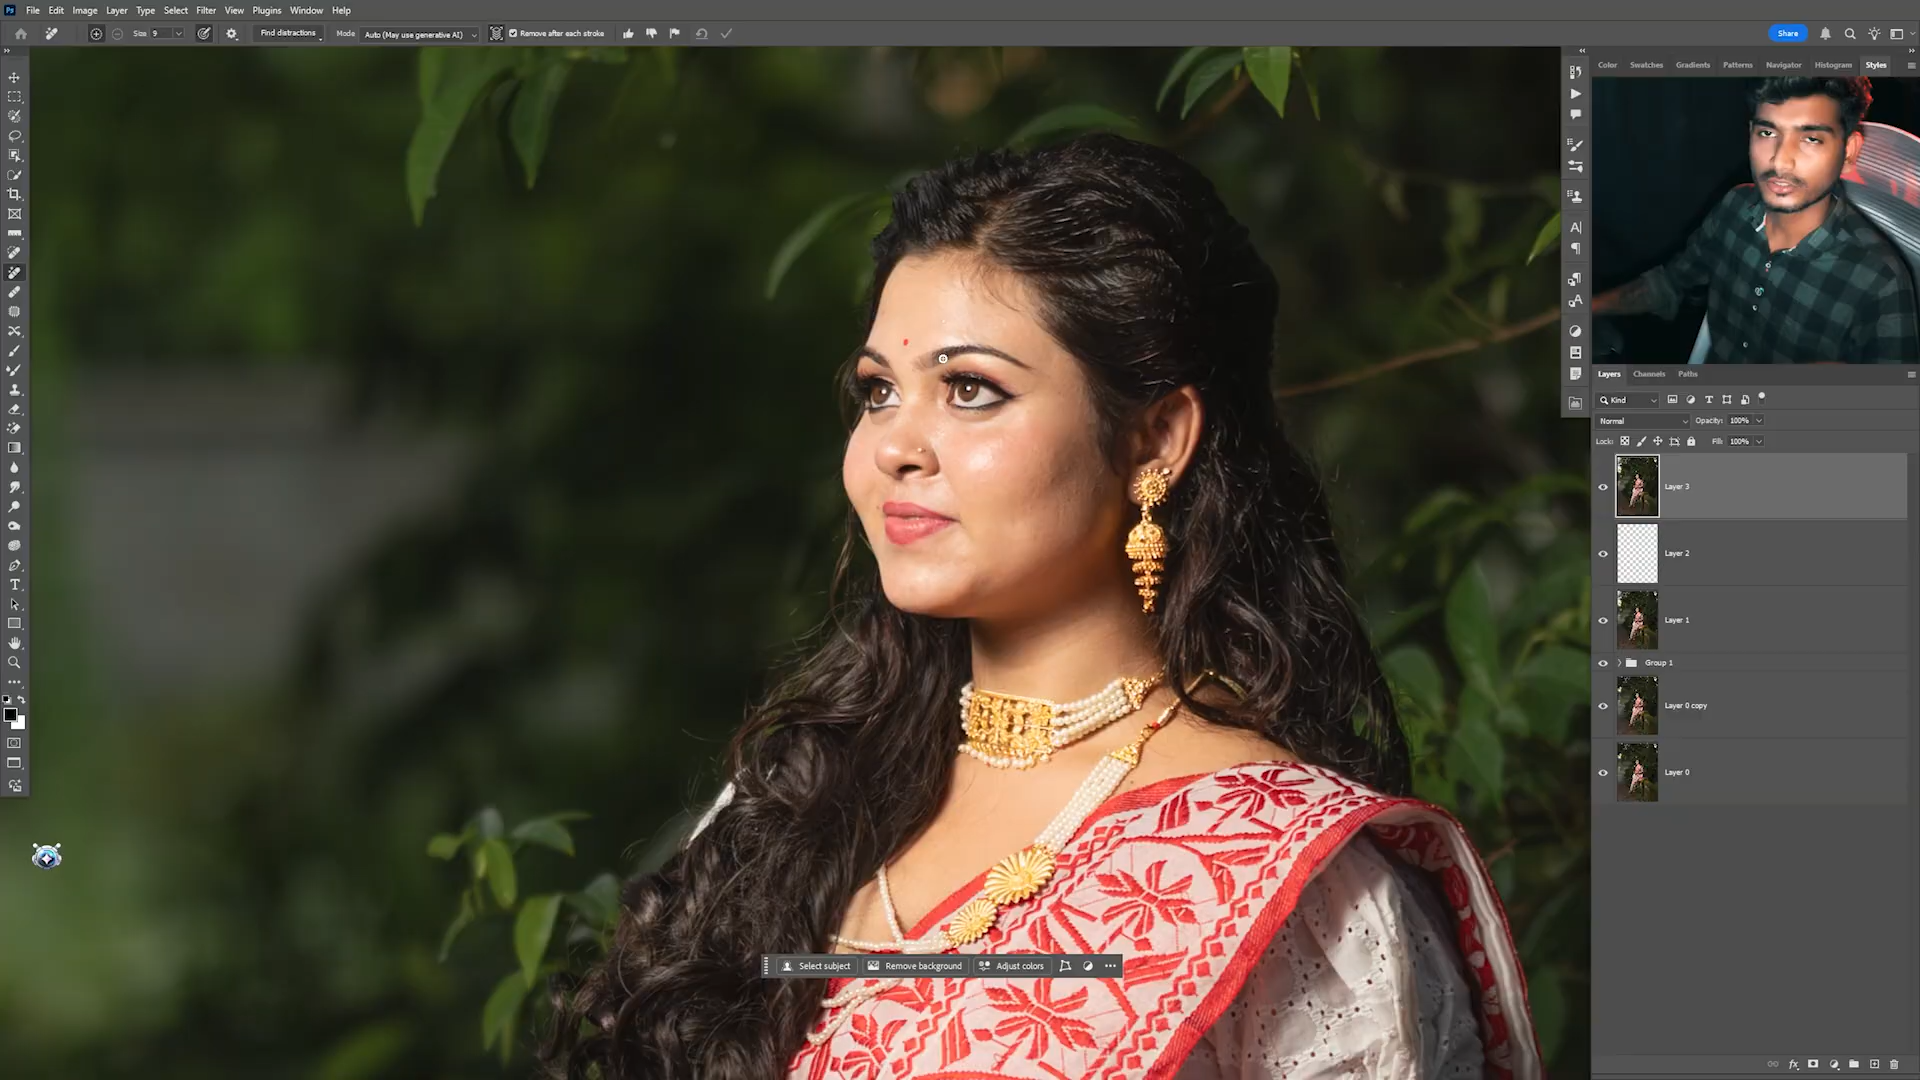 Ps File Edit Image Layer Type Select Filter View Plugins Window Help
Size 9 Find distractions Mode Auto (May use generative AI) Remove after each stroke Share
Color Swatches Gradients Patterns Navigator Histogram Styles
Layers Channels Paths
Kind
Normal Opacity: 100%
Lock: Fill: 100%
Layer 3
Layer 2
Layer 1
Group 1
Layer 0 copy
Layer 0
Select subject Remove background Adjust colors